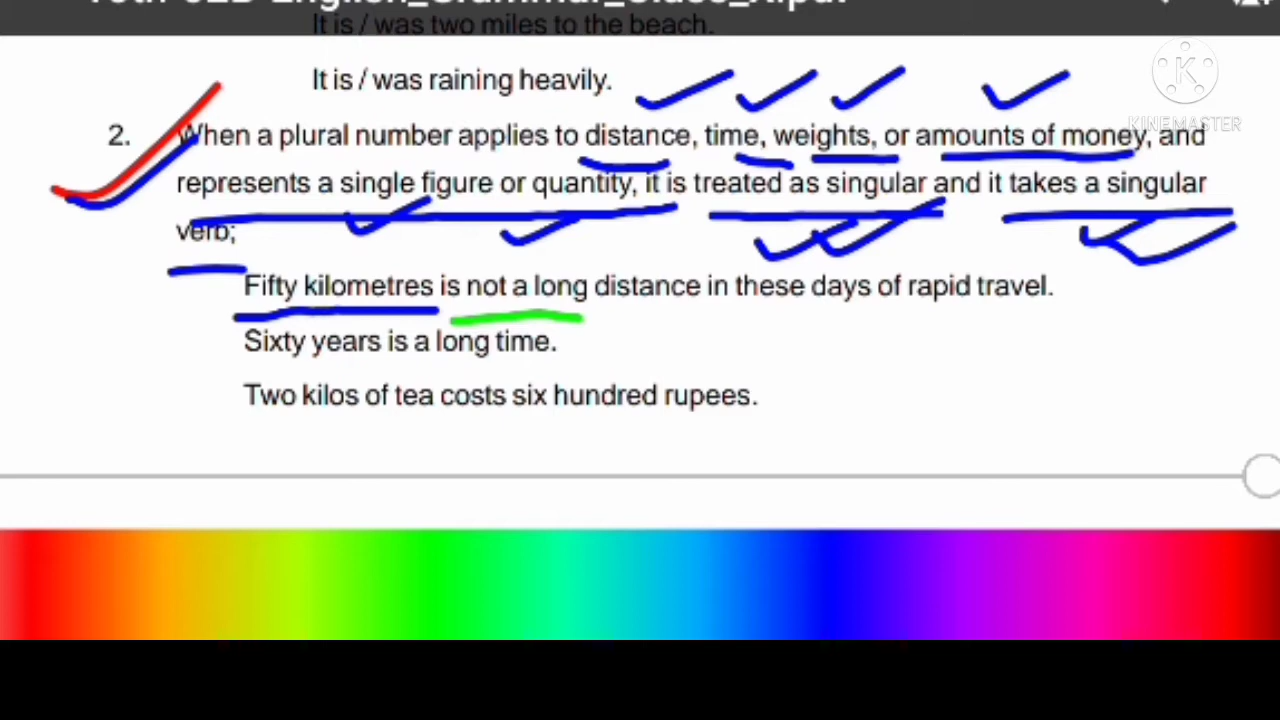 It is / was two miles to the beach.
It is / was raining heavily.
KINEMASTER
2. When a plural number applies to distance, time, weights, or amounts of money, and
represents a single figure or quantity, it is treated as singular and it takes a singular
verb;
Fifty kilometres is not a long distance in these days of rapid travel.
Sixty years is a long time.
Two kilos of tea costs six hundred rupees.